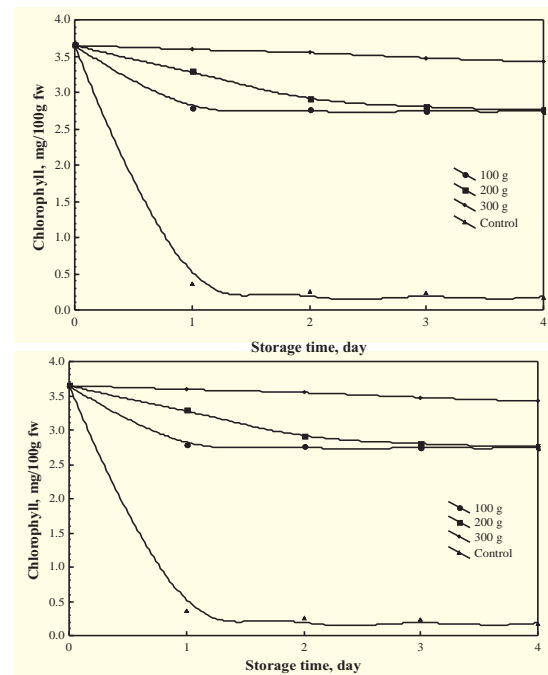 4.0
3.5
3.0
2.5
2.0
1.5
1.0
0.5
0.0
Chlorophyll, mg/100g fw
100 g
200 g
300 g
Control
0 1 2 3 4
Storage time, day
4.0
3.5
3.0
2.5
2.0
1.5
1.0
0.5
0.0
Chlorophyll, mg/100g fw
100 g
200 g
300 g
Control
0 1 2 3 4
Storage time, day